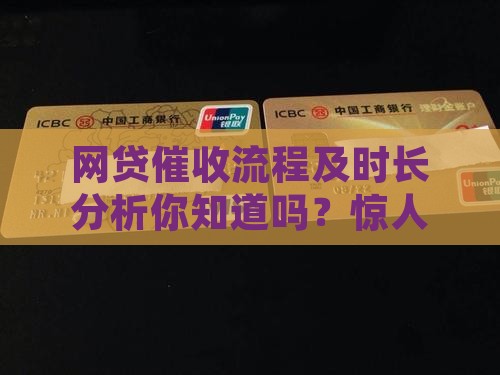 ICBC 中国工商银行
UnionPay
银联
ICBC 中国工商银行 理财金账户
UnionPay
银联
网贷催收流程及时长
分析你知道吗？惊人